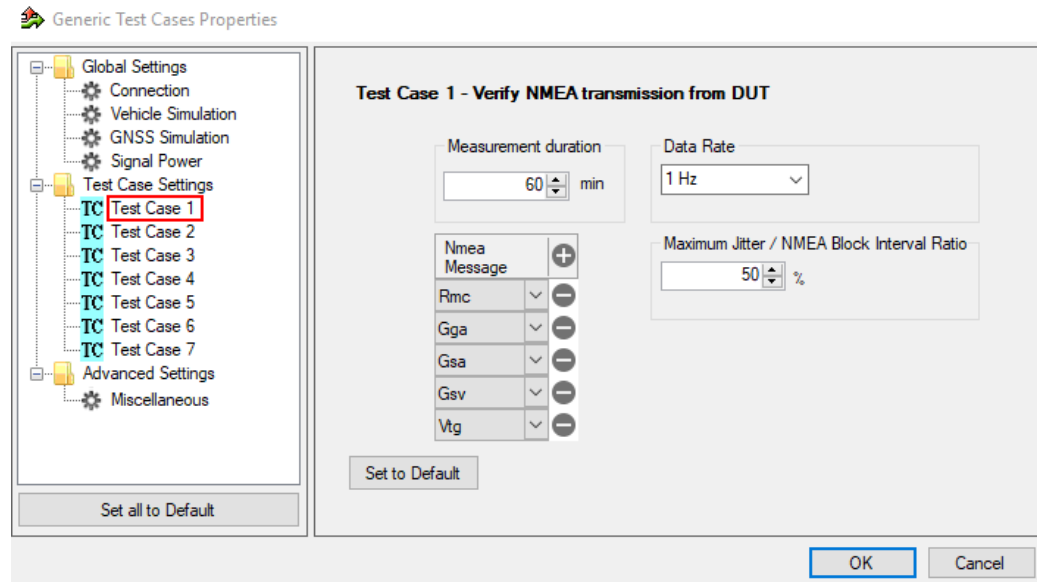 Generic Test Cases Properties
Global Settings
Connection
Vehicle Simulation
GNSS Simulation
Signal Power
Test Case Settings
TC Test Case 1
TC Test Case 2
TC Test Case 3
TC Test Case 4
TC Test Case 5
TC Test Case 6
TC Test Case 7
Advanced Settings
Miscellaneous
Set all to Default
Test Case 1 - Verify NMEA transmission from DUT
Measurement duration
60 min
Data Rate
1 Hz
Nmea
Message
Rmc
Gga
Gsa
Gsv
Vtg
Maximum Jitter / NMEA Block Interval Ratio
50 %
Set to Default
OK
Cancel